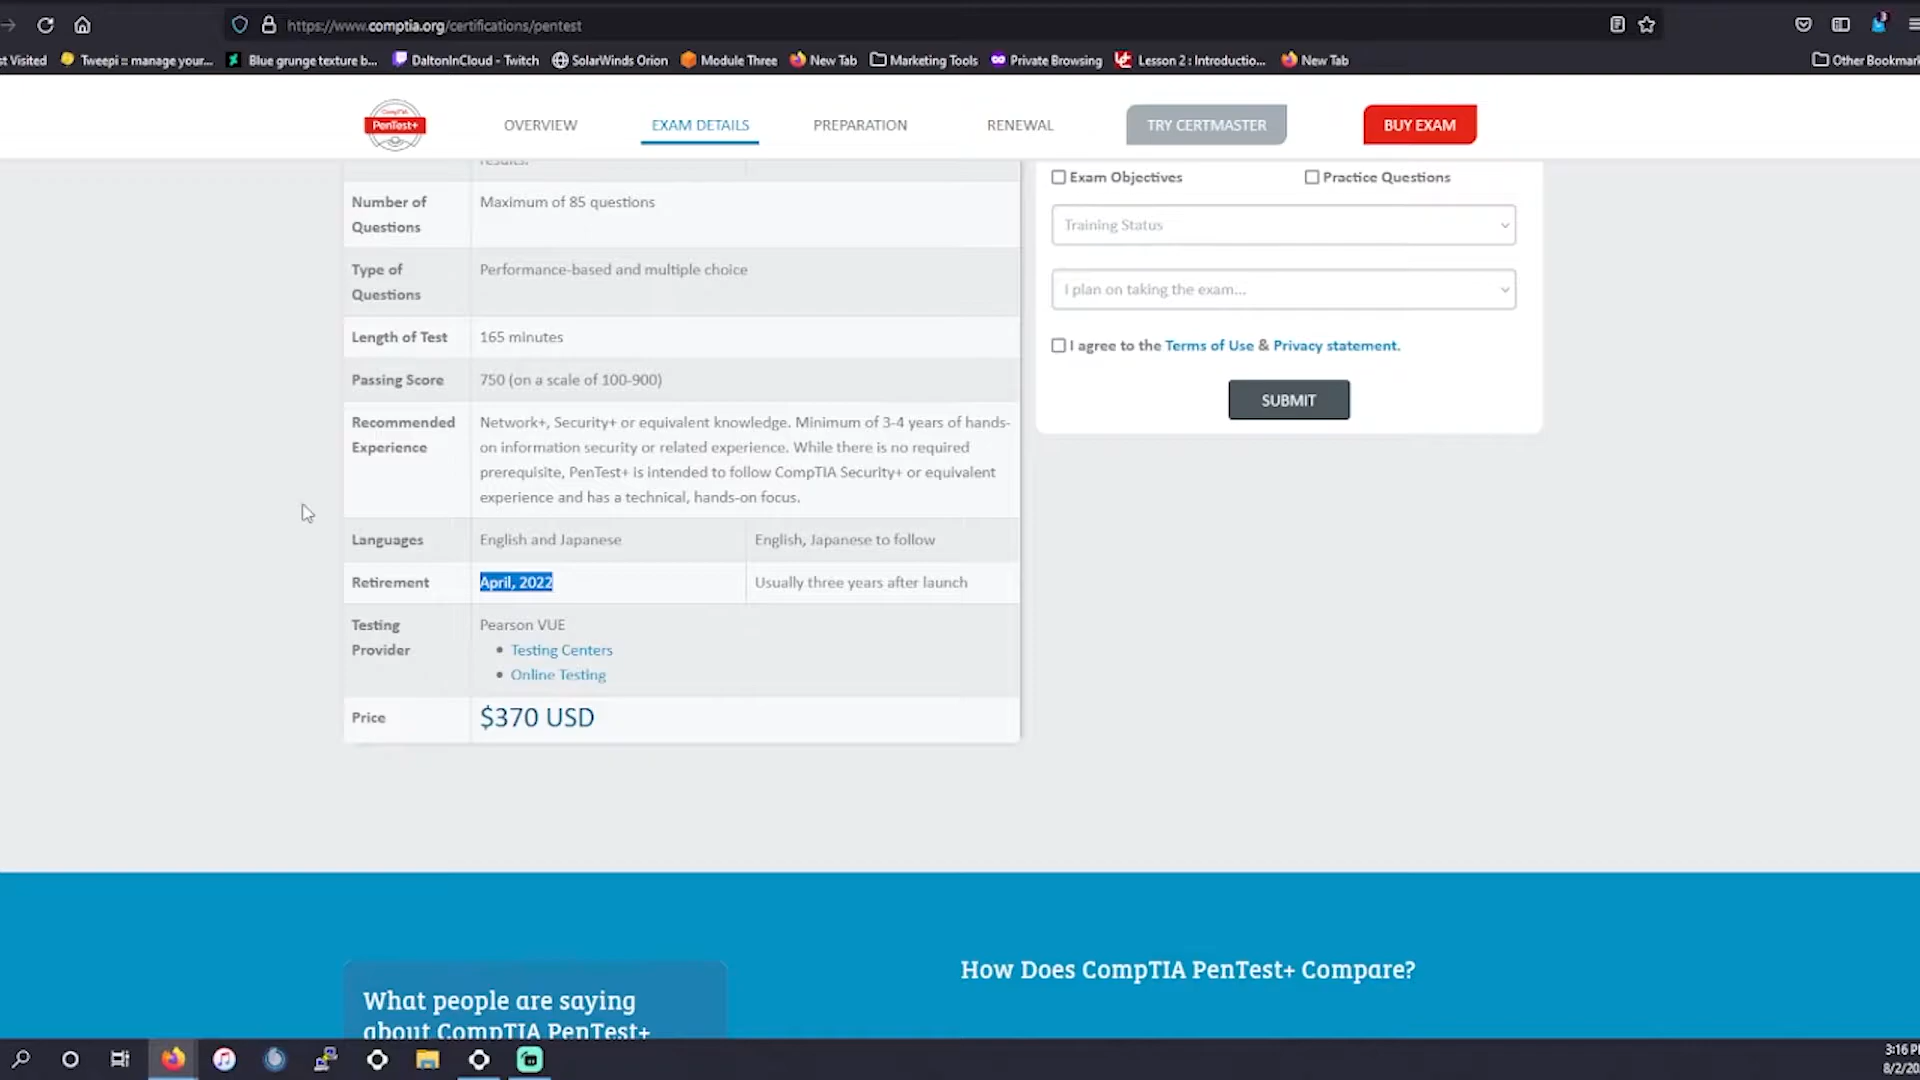 https://www.comptia.org/certifications/pentest
st Visited
Tweepi :: manage your...
Blue grunge texture b...
DaltonInCloud - Twitch
SolarWinds Orion
Module Three
New Tab
Marketing Tools
Private Browsing
Lesson 2 : Introductio...
New Tab
Other Bookmar
CompTIA
PenTest+
OVERVIEW
EXAM DETAILS
PREPARATION
RENEWAL
TRY CERTMASTER
BUY EXAM
results.
Number of
Questions
Maximum of 85 questions
Type of
Questions
Performance-based and multiple choice
Length of Test
165 minutes
Passing Score
750 (on a scale of 100-900)
Recommended
Experience
Network+, Security+ or equivalent knowledge. Minimum of 3-4 years of hands-
on information security or related experience. While there is no required
prerequisite, PenTest+ is intended to follow CompTIA Security+ or equivalent
experience and has a technical, hands-on focus.
Languages
English and Japanese
English, Japanese to follow
Retirement
April, 2022
Usually three years after launch
Testing
Provider
Pearson VUE
• Testing Centers
• Online Testing
Price
$370 USD
Exam Objectives
Practice Questions
Training Status
I plan on taking the exam...
I agree to the Terms of Use & Privacy statement.
SUBMIT
What people are saying
about CompTIA PenTest+
How Does CompTIA PenTest+ Compare?
3:16 P
8/2/20